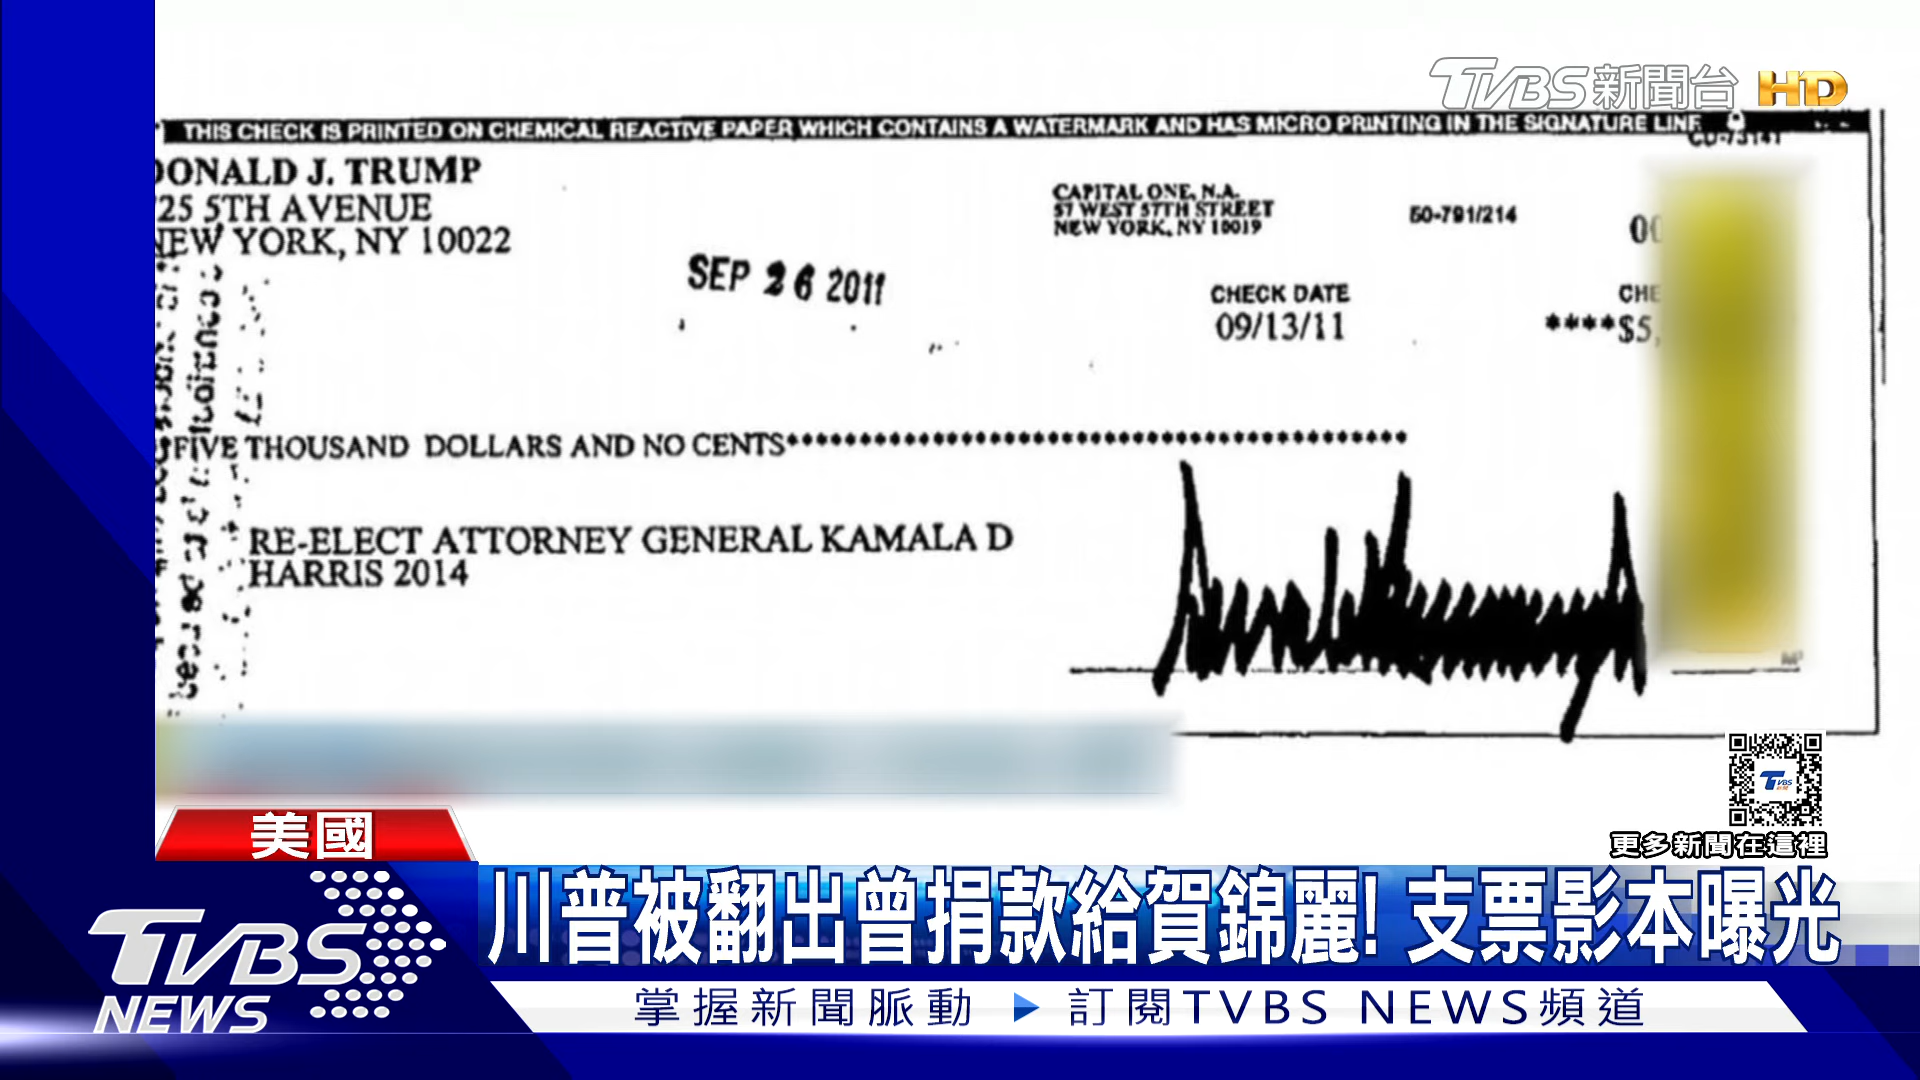 TVBS新聞台 HD
THIS CHECK IS PRINTED ON CHEMICAL REACTIVE PAPER WHICH CONTAINS A WATERMARK AND HAS MICRO PRINTING IN THE SIGNATURE LINE
DONALD J. TRUMP
25 5TH AVENUE
NEW YORK, NY 10022
CAPITAL ONE, N.A.
57 WEST 57TH STREET
NEW YORK, NY 10019
50-791/214
SEP 26 2011
CHECK DATE
09/13/11
CHE
****$5,
FIVE THOUSAND DOLLARS AND NO CENTS
RE-ELECT ATTORNEY GENERAL KAMALA D
HARRIS 2014
TVBS
更多新聞在這裡
美國
川普被翻出曾捐款給賀錦麗! 支票影本曝光
TVBS
NEWS
掌握新聞脈動 ▶ 訂閱TVBS NEWS頻道